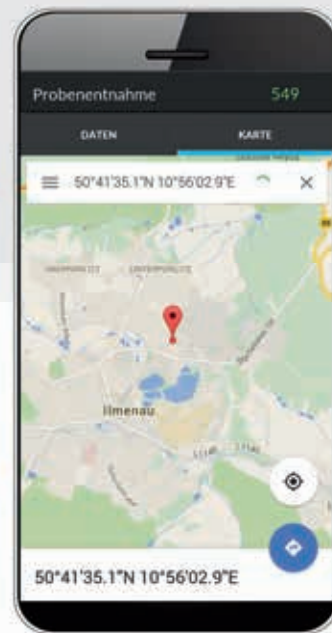 Probenentnahme 549
DATEN KARTE
50°41'35.1"N 10°56'02.9"E
UNTERPÖRLITZ
Ilmenau
L1140
50°41'35.1"N 10°56'02.9"E